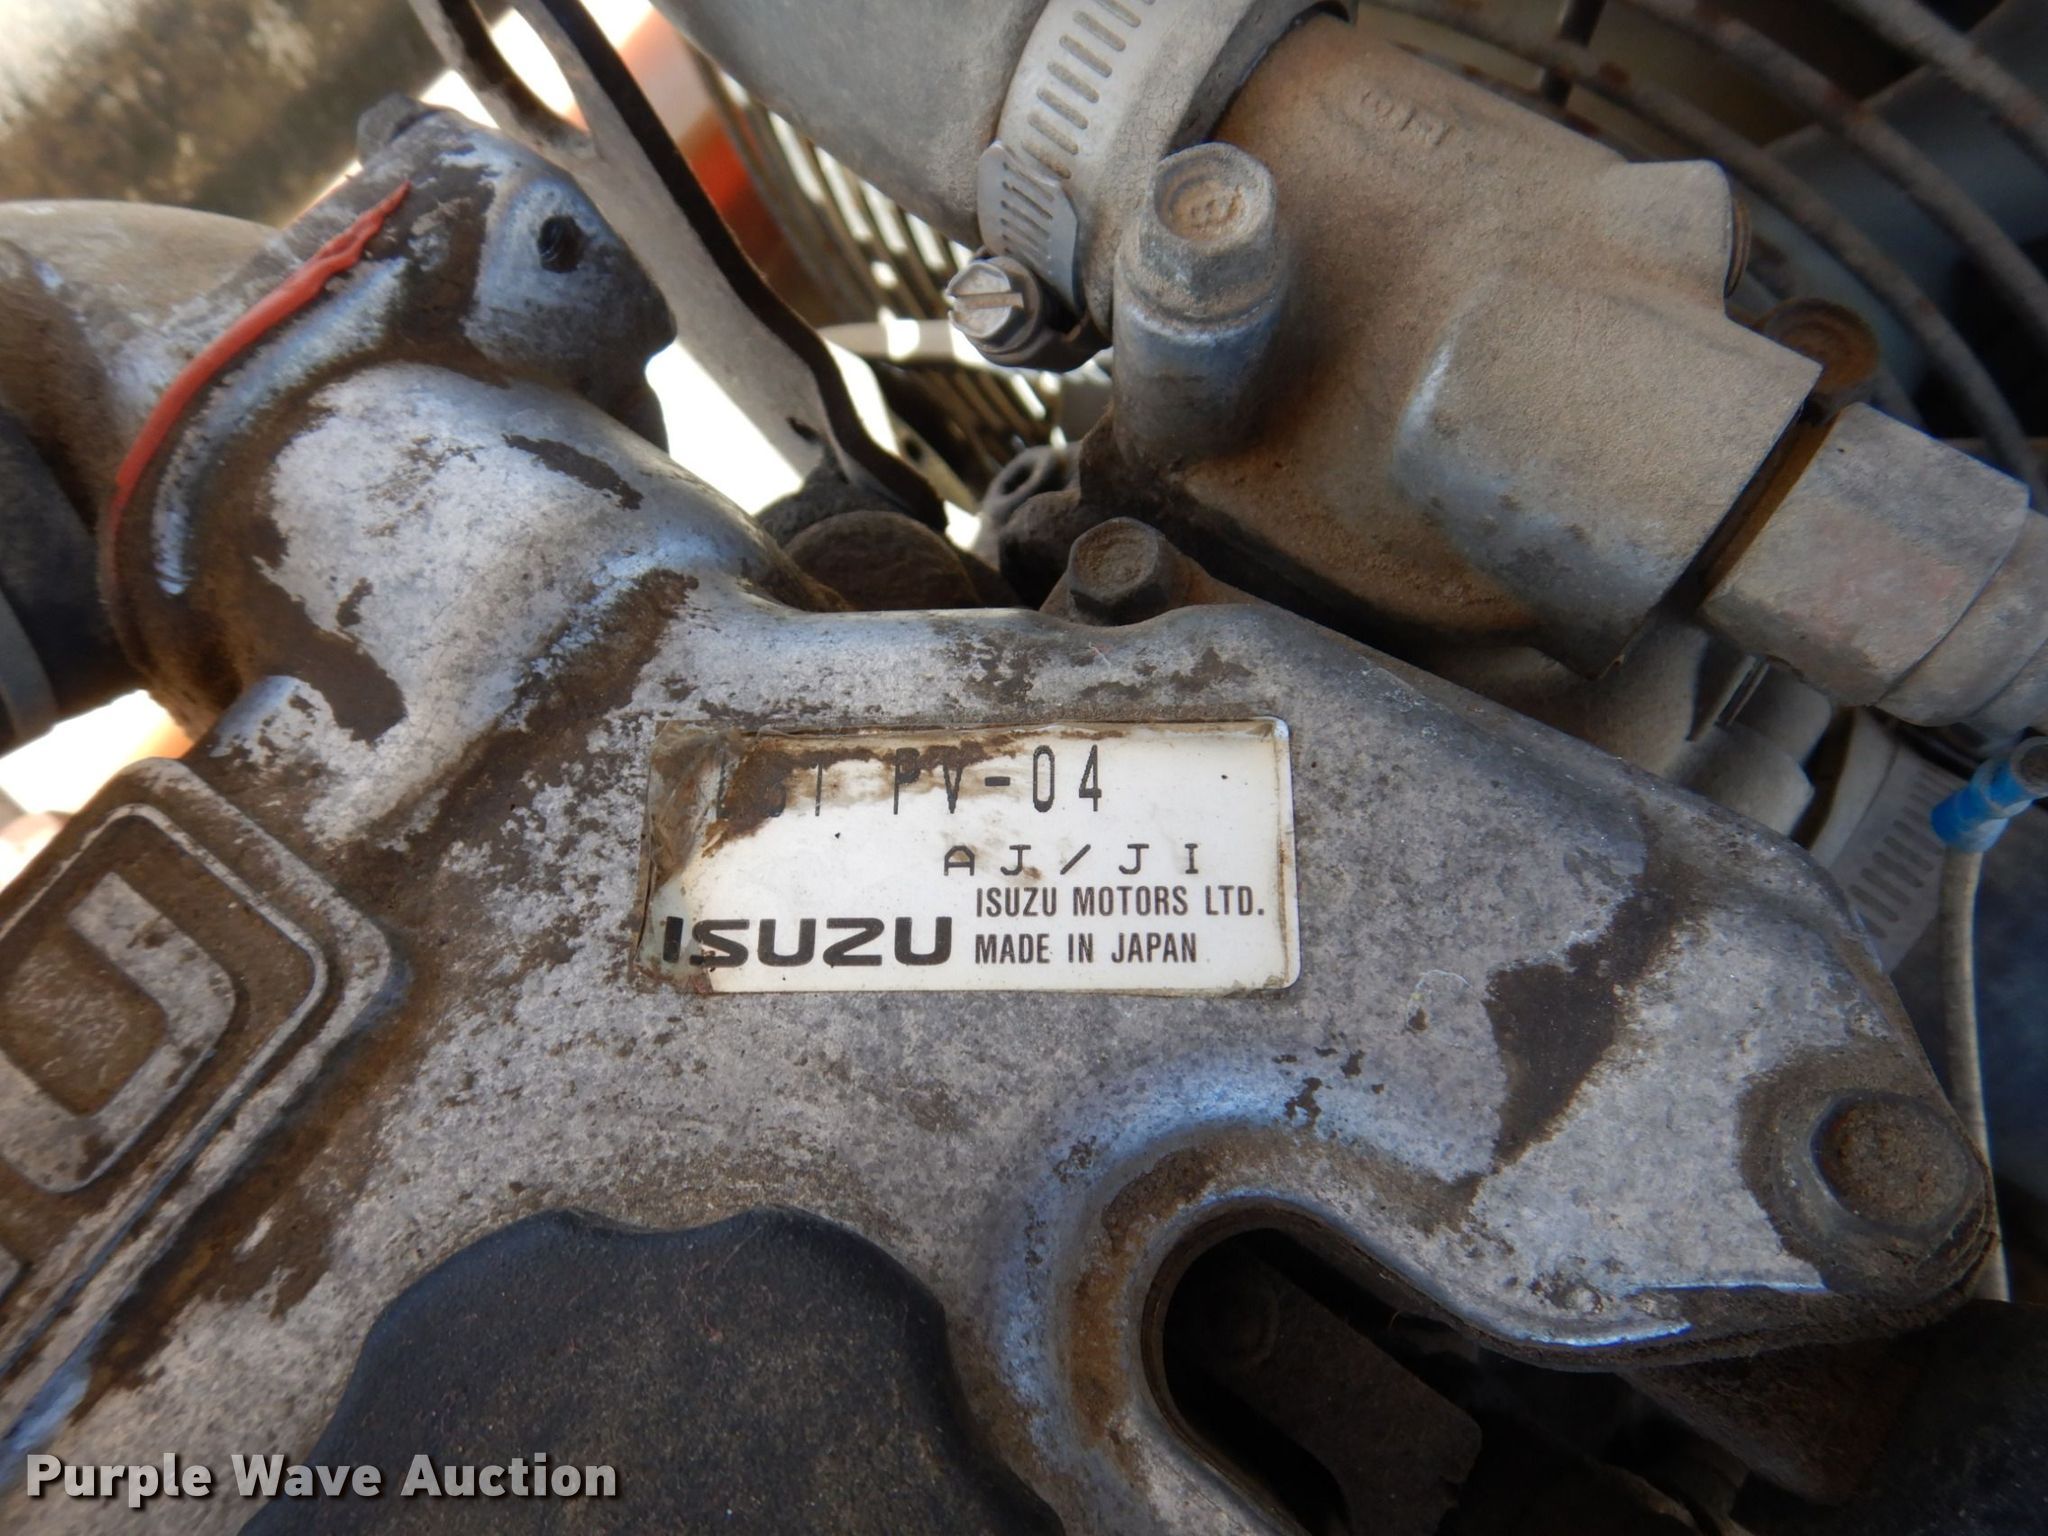 PV-04
AJ/JI
ISUZU MOTORS LTD.
ISUZU MADE IN JAPAN
Purple Wave Auction